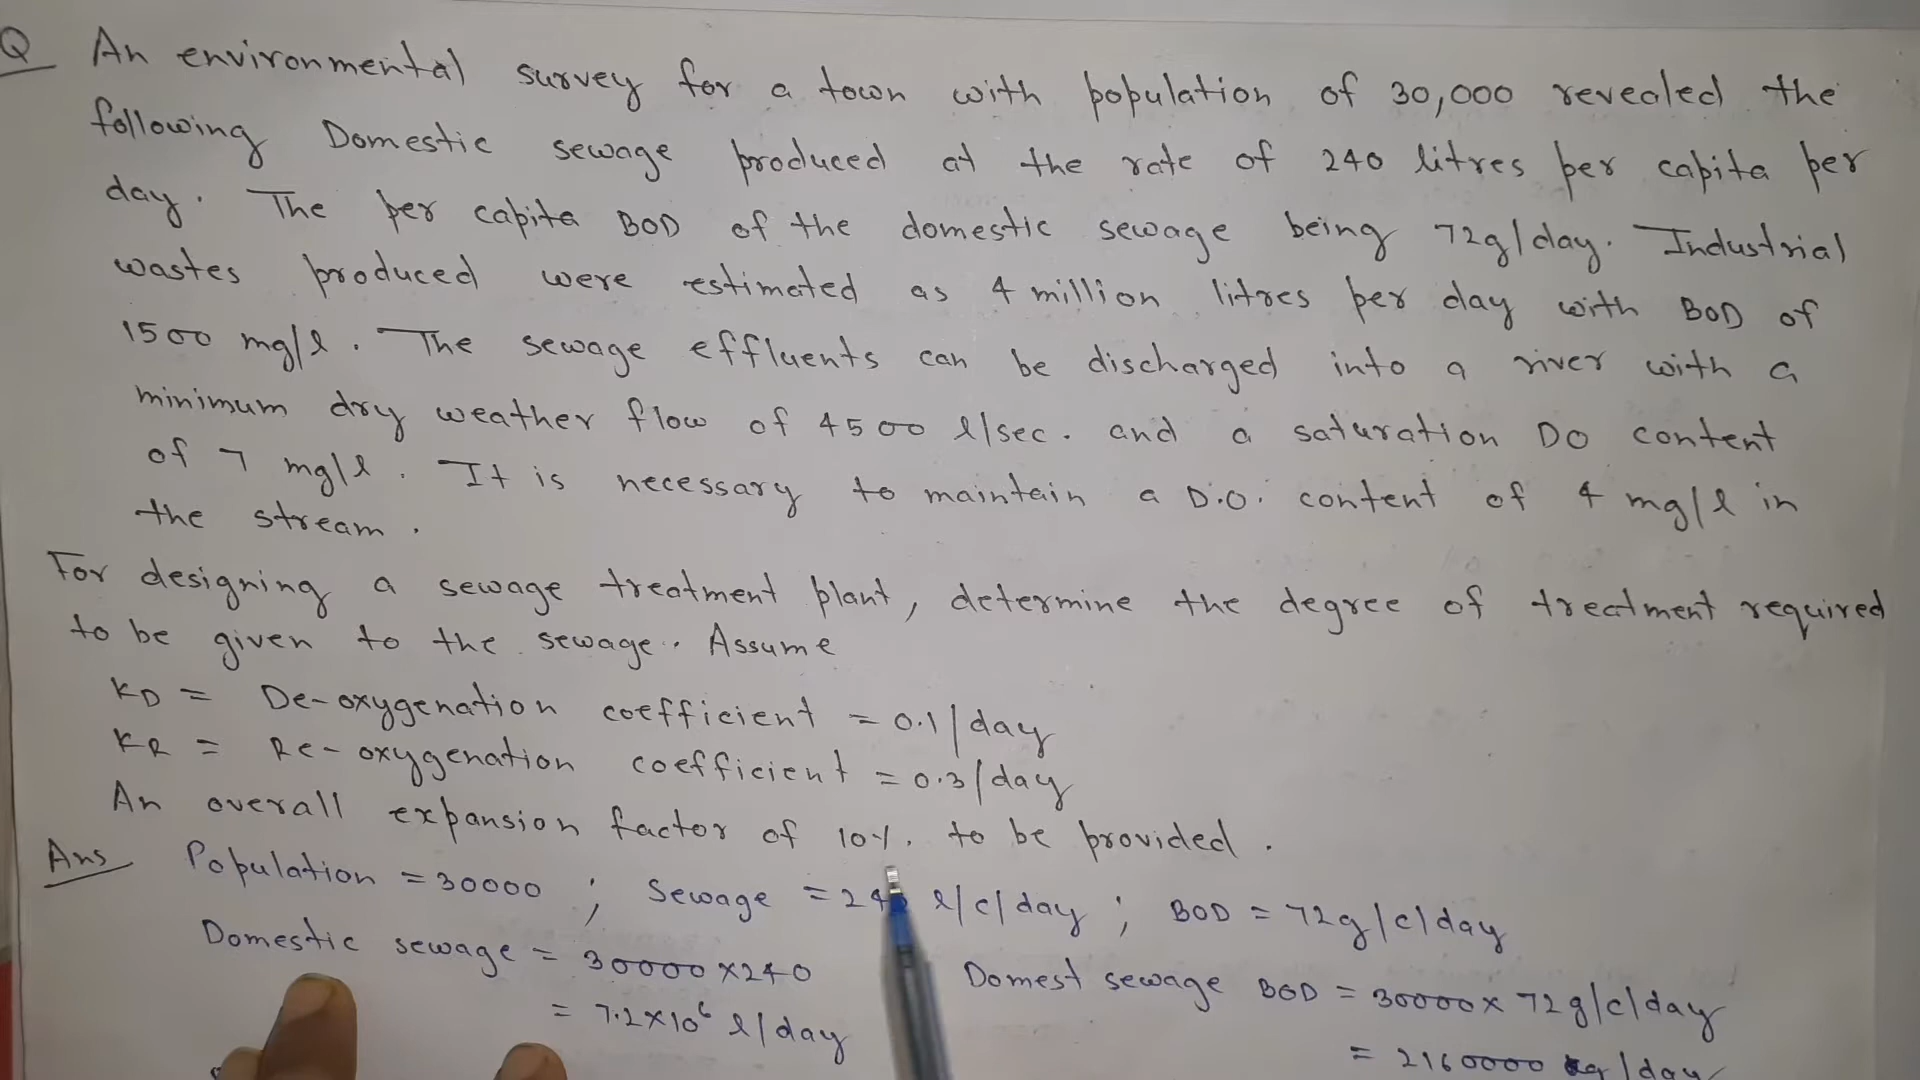 Q An environmental survey for a town with population of 30,000 revealed the
following Domestic sewage produced at the rate of 240 litres per capita per
day. The per capita BOD of the domestic sewage being 72g/day. Industrial
wastes produced were estimated as 4 million litres per day with BOD of
1500 mg/l. The sewage effluents can be discharged into a river with a
minimum dry weather flow of 4500 l/sec. and a saturation DO content
of 7 mg/l. It is necessary to maintain a D.O. content of 4 mg/l in
the stream.
For designing a sewage treatment plant, determine the degree of treatment required
to be given to the sewage. Assume
KD = De-oxygenation coefficient = 0.1/day
KR = Re-oxygenation coefficient = 0.3/day
An overall expansion factor of 10%. to be provided.
Ans Population = 30000 ; Sewage = 24 l/c/day ; BOD = 72g/c/day
Domestic sewage = 30000 x 240 Domest sewage BOD = 30000 x 72g/c/day
= 7.2 x 10⁶ l/day = 2160000 g/day